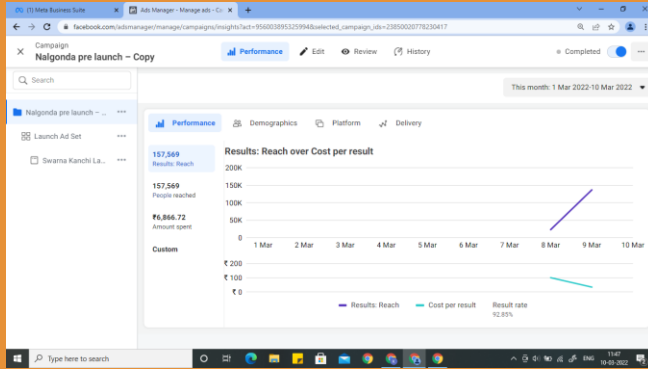 (1) Meta Business Suite
Ads Manager - Manage ads - Ca
facebook.com/adsmanager/manage/campaigns/insights?act=956003895325994&selected_campaign_ids=23850020778230417
Campaign
Nalgonda pre launch – Copy
Performance
Edit
Review
History
Completed
Search
This month: 1 Mar 2022-10 Mar 2022
Nalgonda pre launch – ...
Launch Ad Set
Swarna Kanchi La...
Performance
Demographics
Platform
Delivery
157,569
Results: Reach
157,569
People reached
₹6,866.72
Amount spent
Custom
Results: Reach over Cost per result
200K
150K
100K
50K
0
1 Mar 2 Mar 3 Mar 4 Mar 5 Mar 6 Mar 7 Mar 8 Mar 9 Mar 10 Mar
₹ 200
₹ 100
₹ 0
Results: Reach
Cost per result
Result rate
92.85%
Type here to search
ENG
11:47
10-03-2022